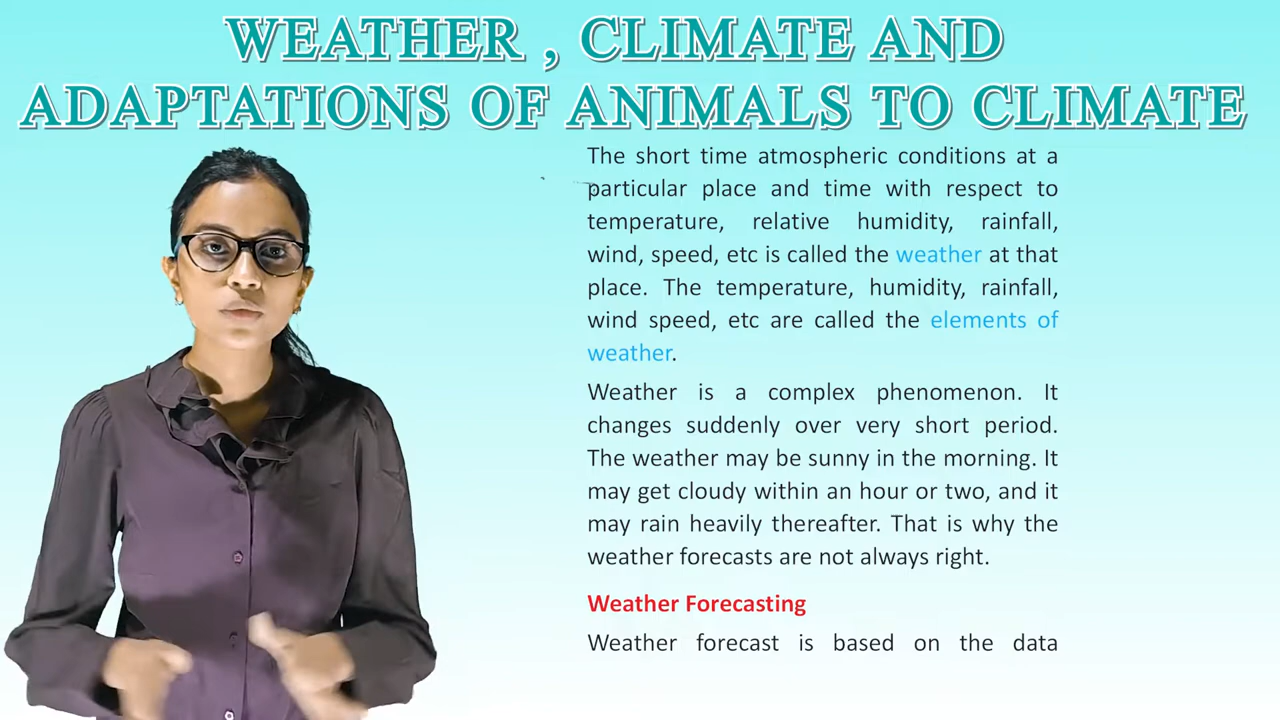 WEATHER , CLIMATE AND
ADAPTATIONS OF ANIMALS TO CLIMATE
The short time atmospheric conditions at a
particular place and time with respect to
temperature, relative humidity, rainfall,
wind, speed, etc is called the weather at that
place. The temperature, humidity, rainfall,
wind speed, etc are called the elements of
weather.
Weather is a complex phenomenon. It
changes suddenly over very short period.
The weather may be sunny in the morning. It
may get cloudy within an hour or two, and it
may rain heavily thereafter. That is why the
weather forecasts are not always right.
Weather Forecasting
Weather forecast is based on the data